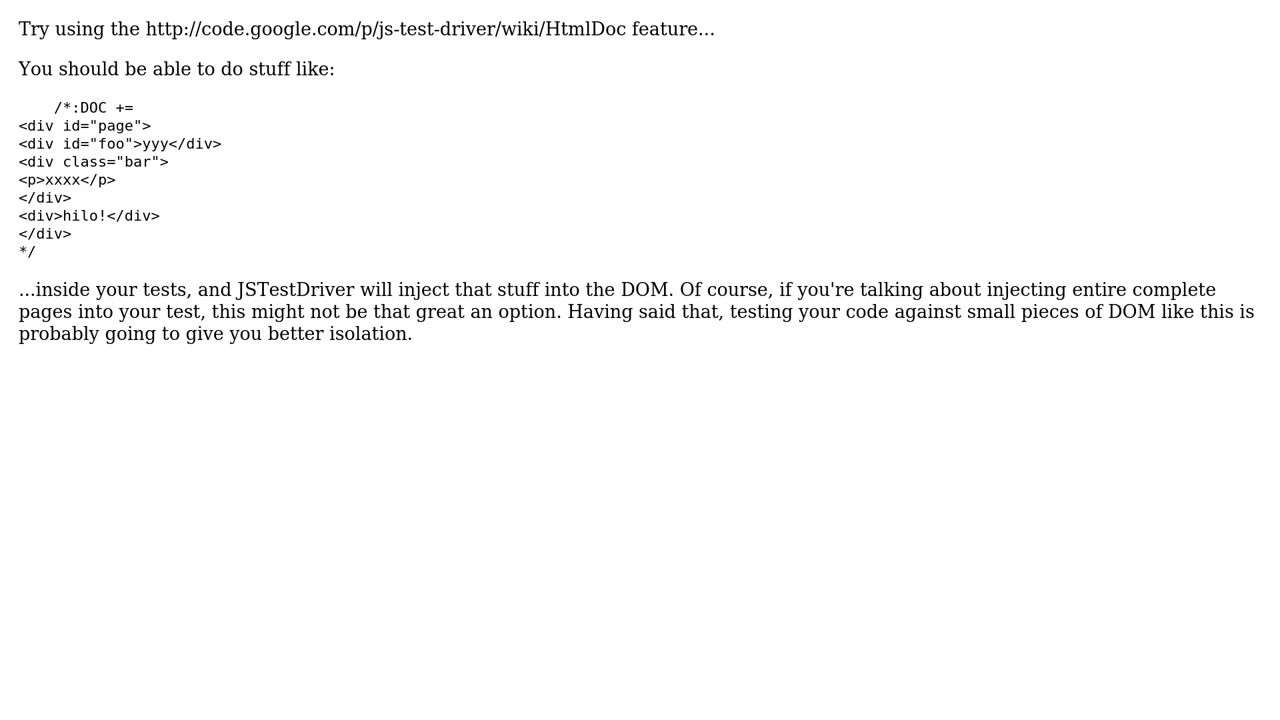 Try using the http://code.google.com/p/js-test-driver/wiki/HtmlDoc feature...
You should be able to do stuff like:
/*:DOC +=
<div id="page">
<div id="foo">yyy</div>
<div class="bar">
<p>xxxx</p>
</div>
<div>hilo!</div>
</div>
*/
...inside your tests, and JSTestDriver will inject that stuff into the DOM. Of course, if you're talking about injecting entire complete
pages into your test, this might not be that great an option. Having said that, testing your code against small pieces of DOM like this is
probably going to give you better isolation.